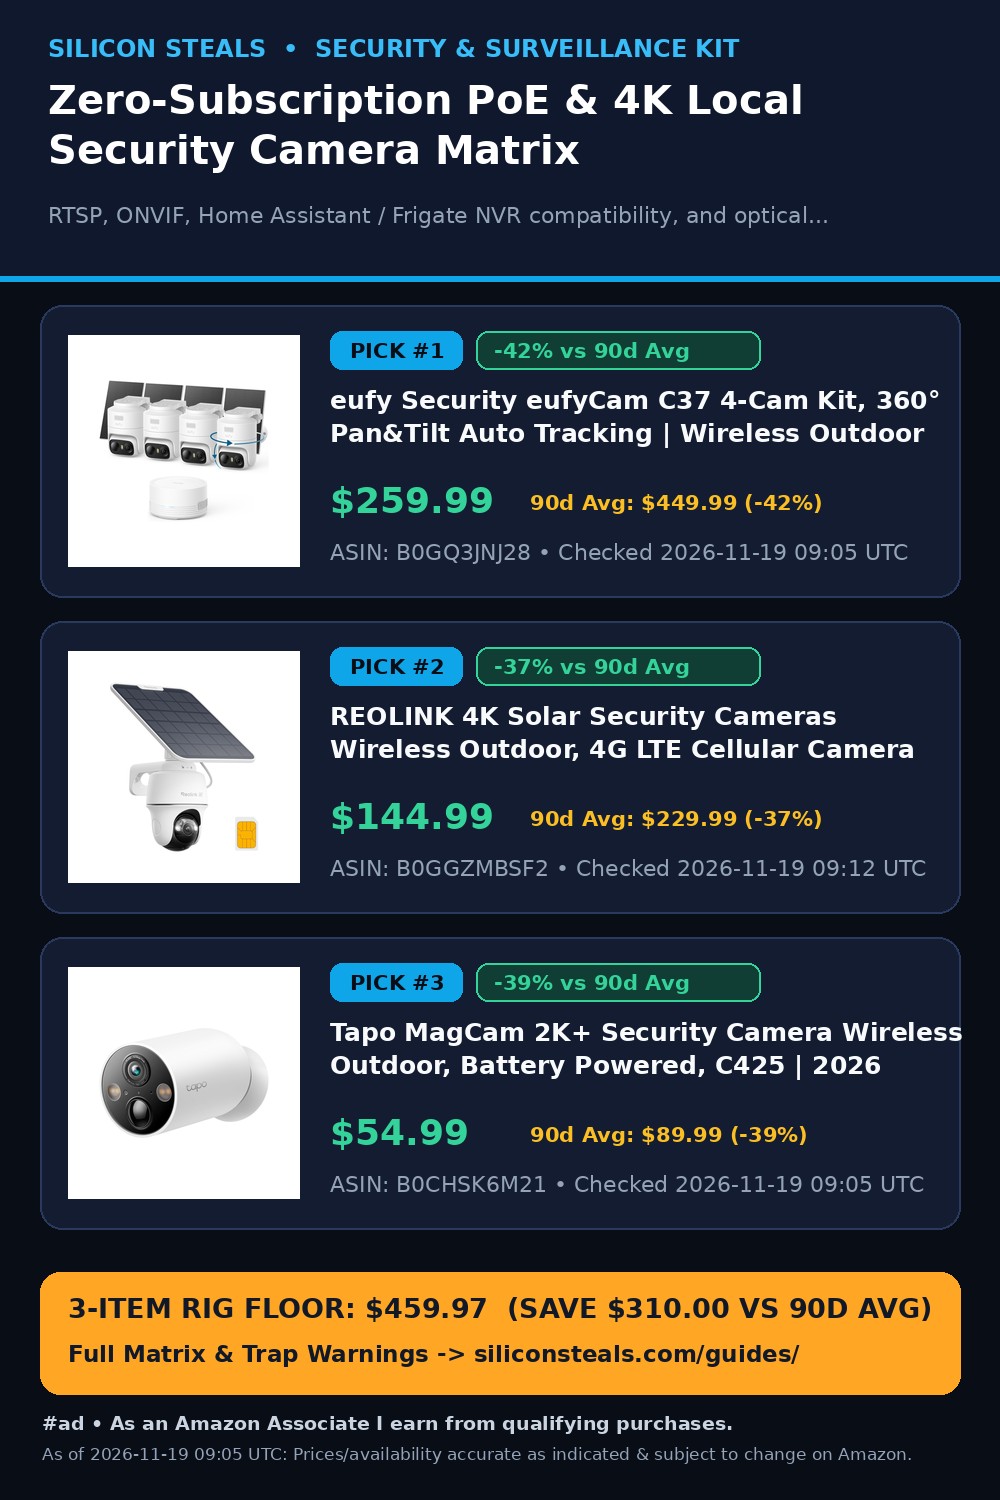 SILICON STEALS • SECURITY & SURVEILLANCE KIT
Zero-Subscription PoE & 4K Local
Security Camera Matrix
RTSP, ONVIF, Home Assistant / Frigate NVR compatibility, and optical...
PICK #1
-42% vs 90d Avg
eufy Security eufyCam C37 4-Cam Kit, 360°
Pan&Tilt Auto Tracking | Wireless Outdoor
$259.99
90d Avg: $449.99 (-42%)
ASIN: B0GQ3JNJ28 • Checked 2026-11-19 09:05 UTC
PICK #2
-37% vs 90d Avg
REOLINK 4K Solar Security Cameras
Wireless Outdoor, 4G LTE Cellular Camera
$144.99
90d Avg: $229.99 (-37%)
ASIN: B0GGZMBSF2 • Checked 2026-11-19 09:12 UTC
PICK #3
-39% vs 90d Avg
Tapo MagCam 2K+ Security Camera Wireless
Outdoor, Battery Powered, C425 | 2026
tapo
$54.99
90d Avg: $89.99 (-39%)
ASIN: B0CHSK6M21 • Checked 2026-11-19 09:05 UTC
3-ITEM RIG FLOOR: $459.97 (SAVE $310.00 VS 90D AVG)
Full Matrix & Trap Warnings -> siliconsteals.com/guides/
#ad • As an Amazon Associate I earn from qualifying purchases.
As of 2026-11-19 09:05 UTC: Prices/availability accurate as indicated & subject to change on Amazon.